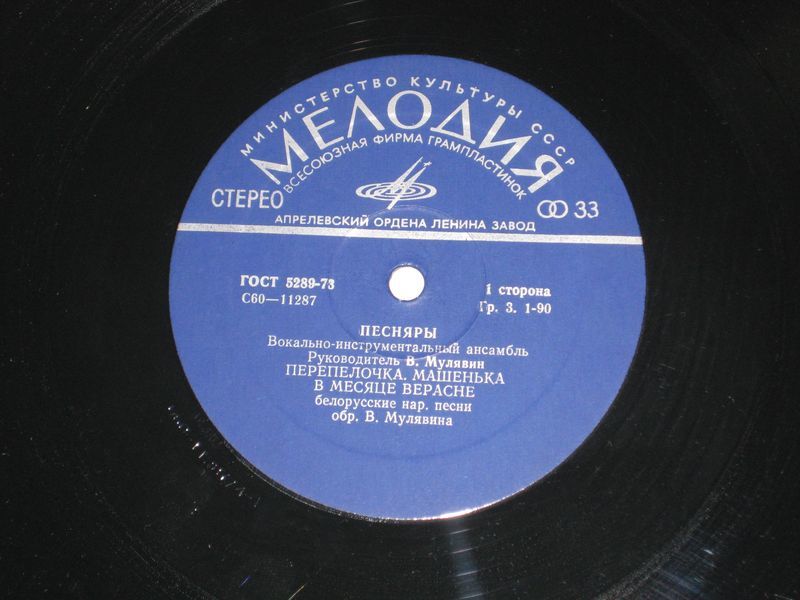 МИНИСТЕРСТВО КУЛЬТУРЫ СССР
МЕЛОДИЯ
ВСЕСОЮЗНАЯ ФИРМА ГРАМПЛАСТИНОК
СТЕРЕО
33
АПРЕЛЕВСКИЙ ОРДЕНА ЛЕНИНА ЗАВОД
ГОСТ 5289-73
1 сторона
С60—11287
Гр. 3. 1-90
ПЕСНЯРЫ
Вокально-инструментальный ансамбль
Руководитель В. Мулявин
ПЕРЕПЕЛОЧКА. МАШЕНЬКА
В МЕСЯЦЕ ВЕРАСНЕ
белорусские нар. песни
обр. В. Мулявина